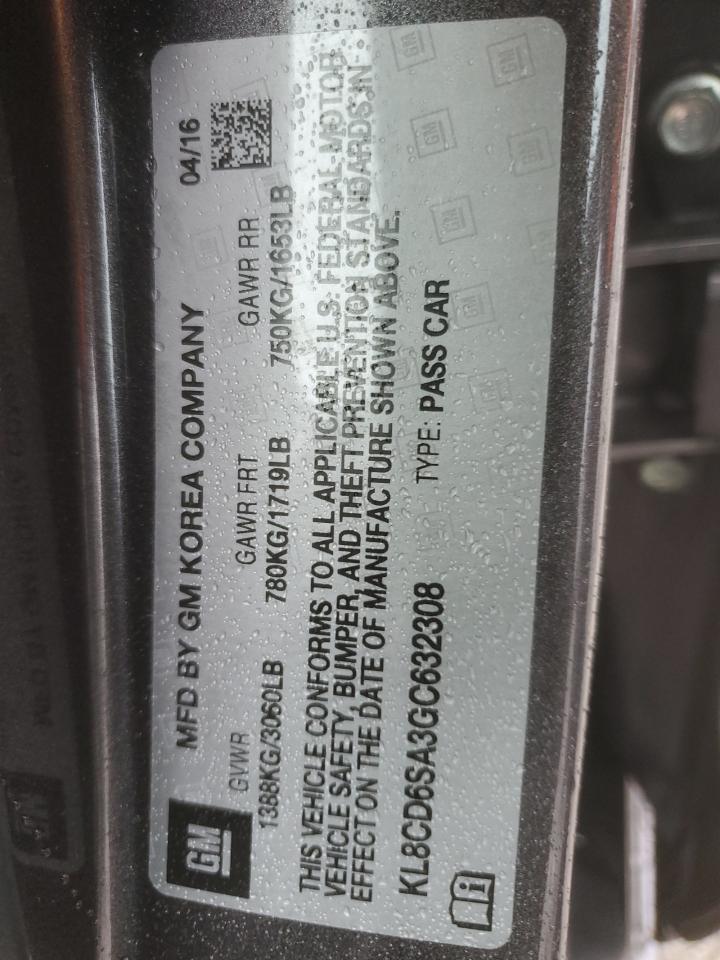 GM
MFD BY GM KOREA COMPANY
04/16
GVWR
GAWR FRT
GAWR RR
1388KG/3060LB
780KG/1719LB
750KG/1653LB
THIS VEHICLE CONFORMS TO ALL APPLICABLE U.S. FEDERAL MOTOR
VEHICLE SAFETY, BUMPER, AND THEFT PREVENTION STANDARDS IN
EFFECT ON THE DATE OF MANUFACTURE SHOWN ABOVE.
KL8CD6SA3GC632308
TYPE: PASS CAR